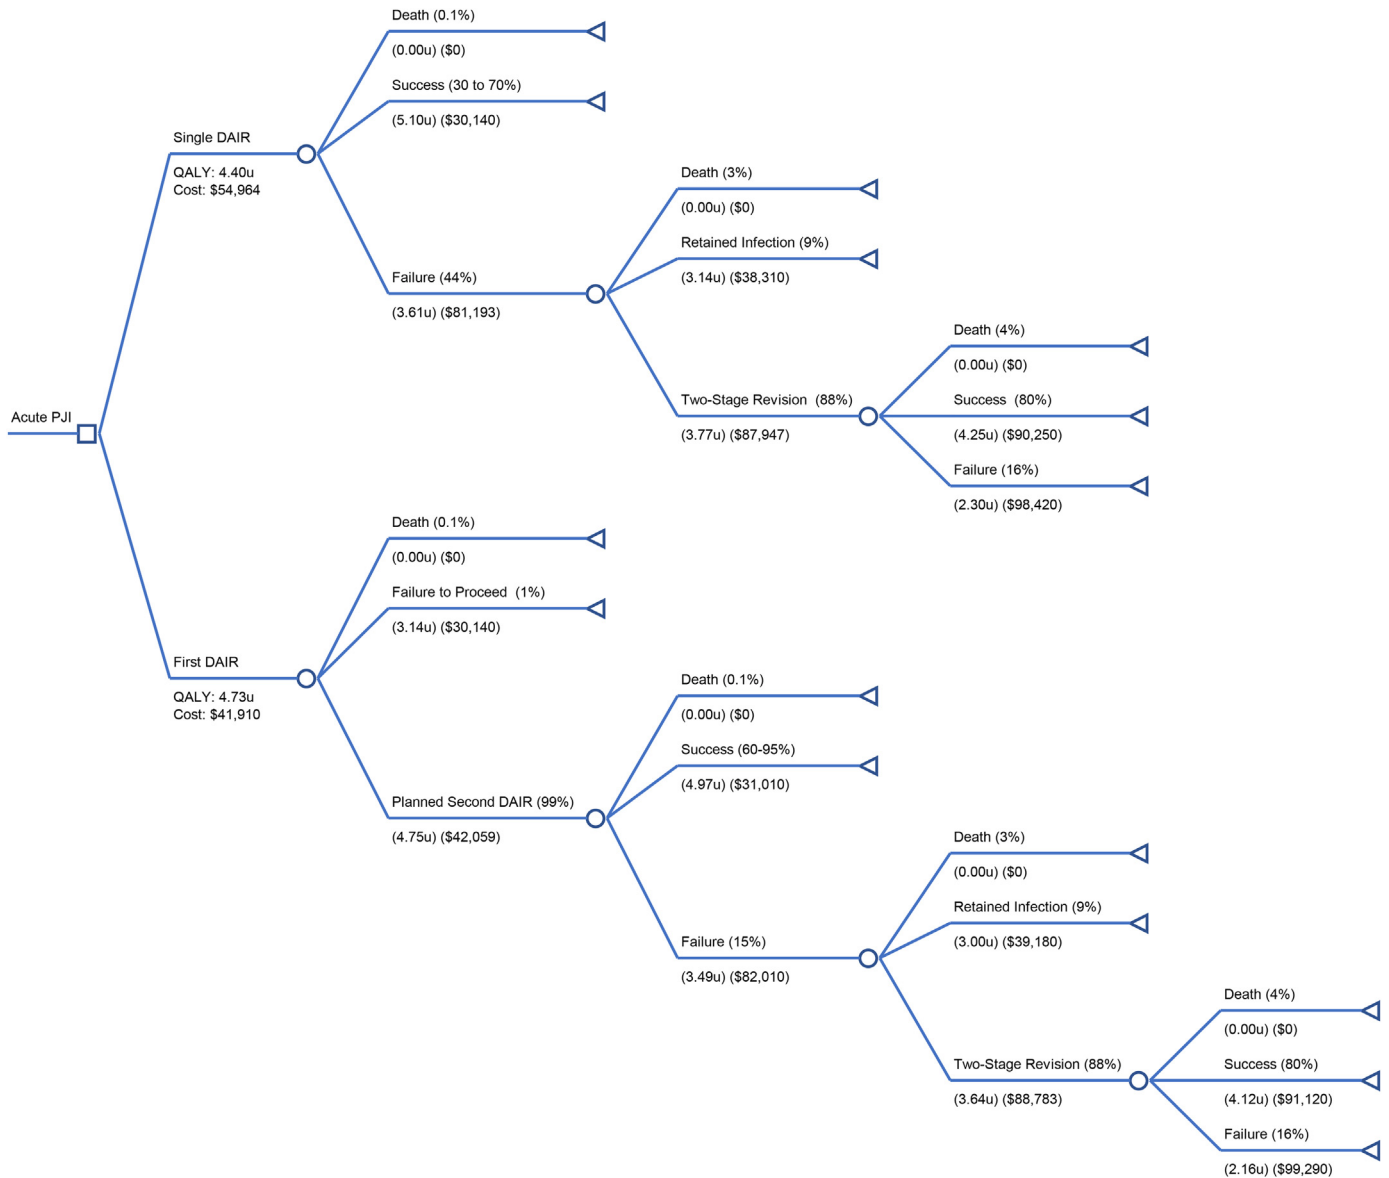 Death (0.1%)
(0.00u) ($0)
Success (30 to 70%)
(5.10u) ($30,140)
Single DAIR
QALY: 4.40u
Cost: $54,964
Death (3%)
(0.00u) ($0)
Retained Infection (9%)
(3.14u) ($38,310)
Failure (44%)
(3.61u) ($81,193)
Death (4%)
(0.00u) ($0)
Two-Stage Revision (88%)
(3.77u) ($87,947)
Success (80%)
(4.25u) ($90,250)
Failure (16%)
(2.30u) ($98,420)
Acute PJI
Death (0.1%)
(0.00u) ($0)
Failure to Proceed (1%)
(3.14u) ($30,140)
First DAIR
QALY: 4.73u
Cost: $41,910
Death (0.1%)
(0.00u) ($0)
Success (60-95%)
(4.97u) ($31,010)
Planned Second DAIR (99%)
(4.75u) ($42,059)
Death (3%)
(0.00u) ($0)
Retained Infection (9%)
(3.00u) ($39,180)
Failure (15%)
(3.49u) ($82,010)
Death (4%)
(0.00u) ($0)
Two-Stage Revision (88%)
(3.64u) ($88,783)
Success (80%)
(4.12u) ($91,120)
Failure (16%)
(2.16u) ($99,290)